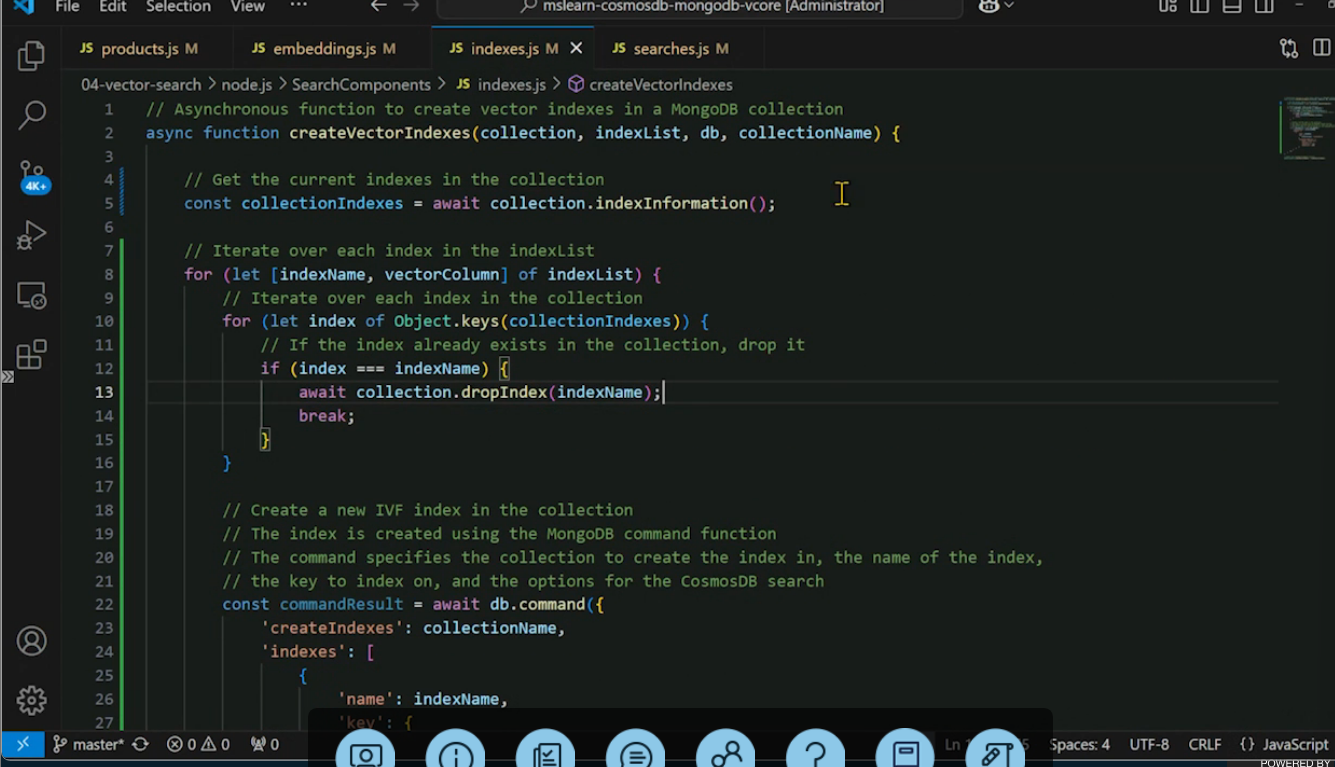 File Edit Selection View ··· mslearn-cosmosdb-mongodb-vcore [Administrator]
JS products.js M JS embeddings.js M JS indexes.js M JS searches.js M
04-vector-search > node.js > SearchComponents > JS indexes.js > createVectorIndexes
1 // Asynchronous function to create vector indexes in a MongoDB collection
2 async function createVectorIndexes(collection, indexList, db, collectionName) {
3
4 // Get the current indexes in the collection
5 const collectionIndexes = await collection.indexInformation();
6
7 // Iterate over each index in the indexList
8 for (let [indexName, vectorColumn] of indexList) {
9 // Iterate over each index in the collection
10 for (let index of Object.keys(collectionIndexes)) {
11 // If the index already exists in the collection, drop it
12 if (index === indexName) {
13 await collection.dropIndex(indexName);
14 break;
15 }
16 }
17
18 // Create a new IVF index in the collection
19 // The index is created using the MongoDB command function
20 // The command specifies the collection to create the index in, the name of the index,
21 // the key to index on, and the options for the CosmosDB search
22 const commandResult = await db.command({
23 'createIndexes': collectionName,
24 'indexes': [
25 {
26 'name': indexName,
27 'key': {
4K+
master* 0 0 0 Ln Spaces: 4 UTF-8 CRLF {} JavaScript
POWERED BY